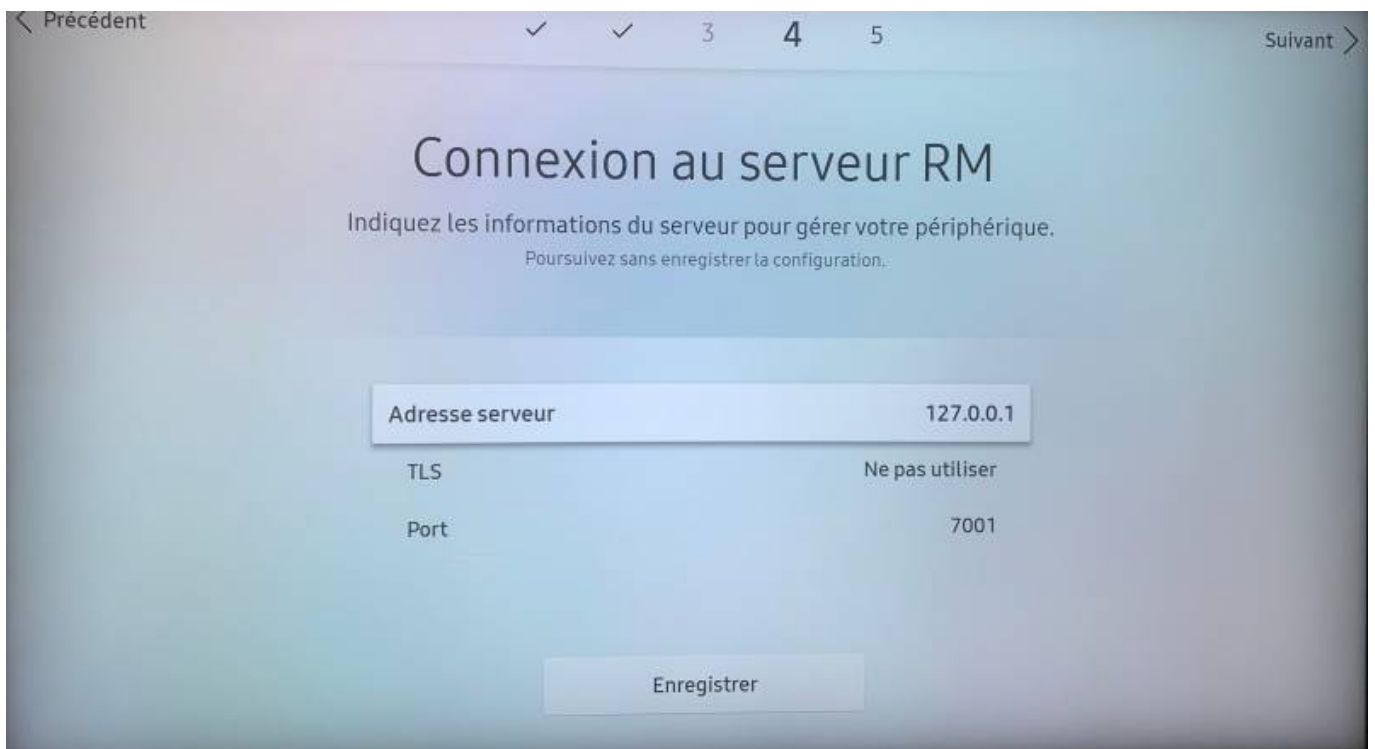 Précédent
3 4 5
Suivant
Connexion au serveur RM
Indiquez les informations du serveur pour gérer votre périphérique.
Poursuivez sans enregistrer la configuration.
Adresse serveur 127.0.0.1
TLS Ne pas utiliser
Port 7001
Enregistrer